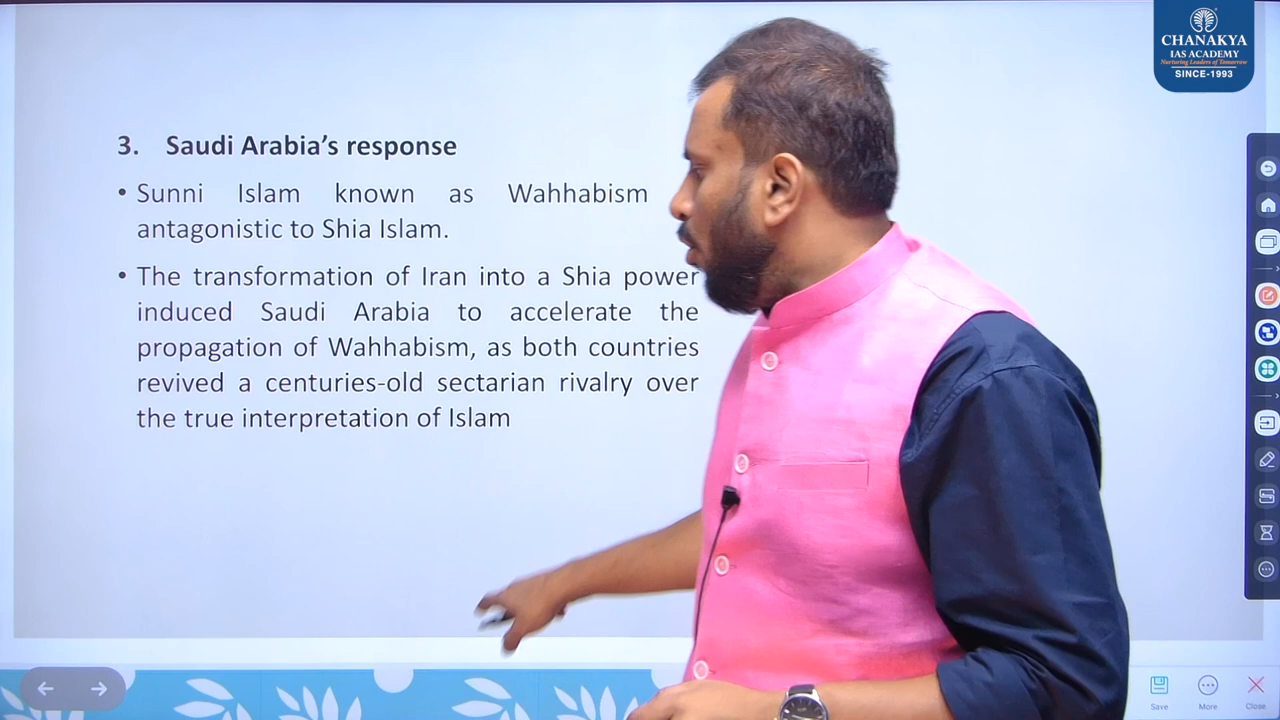 CHANAKYA
IAS ACADEMY
Nurturing Leaders of Tomorrow
SINCE-1993
3. Saudi Arabia's response
• Sunni Islam known as Wahhabism
antagonistic to Shia Islam.
• The transformation of Iran into a Shia power
induced Saudi Arabia to accelerate the
propagation of Wahhabism, as both countries
revived a centuries-old sectarian rivalry over
the true interpretation of Islam
Save More Close